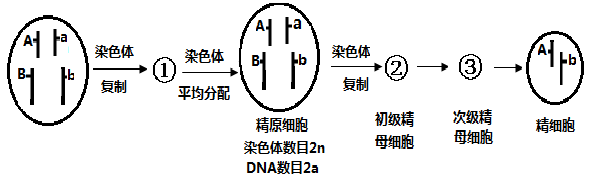 A a
B b
染色体
复制
①
染色体
平均分配
A a
B b
精原细胞
染色体数目2n
DNA数目2a
染色体
复制
②
初级精
母细胞
③
次级精
母细胞
A
b
精细胞